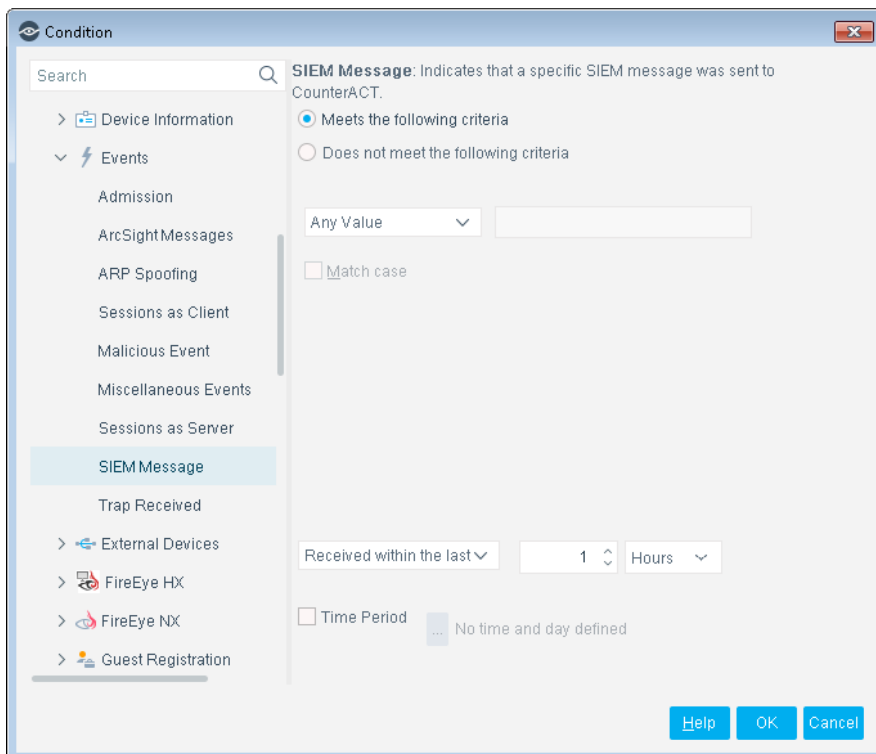 Condition
Search
Device Information
Events
Admission
ArcSight Messages
ARP Spoofing
Sessions as Client
Malicious Event
Miscellaneous Events
Sessions as Server
SIEM Message
Trap Received
External Devices
FireEye HX
FireEye NX
Guest Registration
SIEM Message: Indicates that a specific SIEM message was sent to
CounterACT.
Meets the following criteria
Does not meet the following criteria
Any Value
Match case
Received within the last 1 Hours
Time Period ... No time and day defined
Help OK Cancel